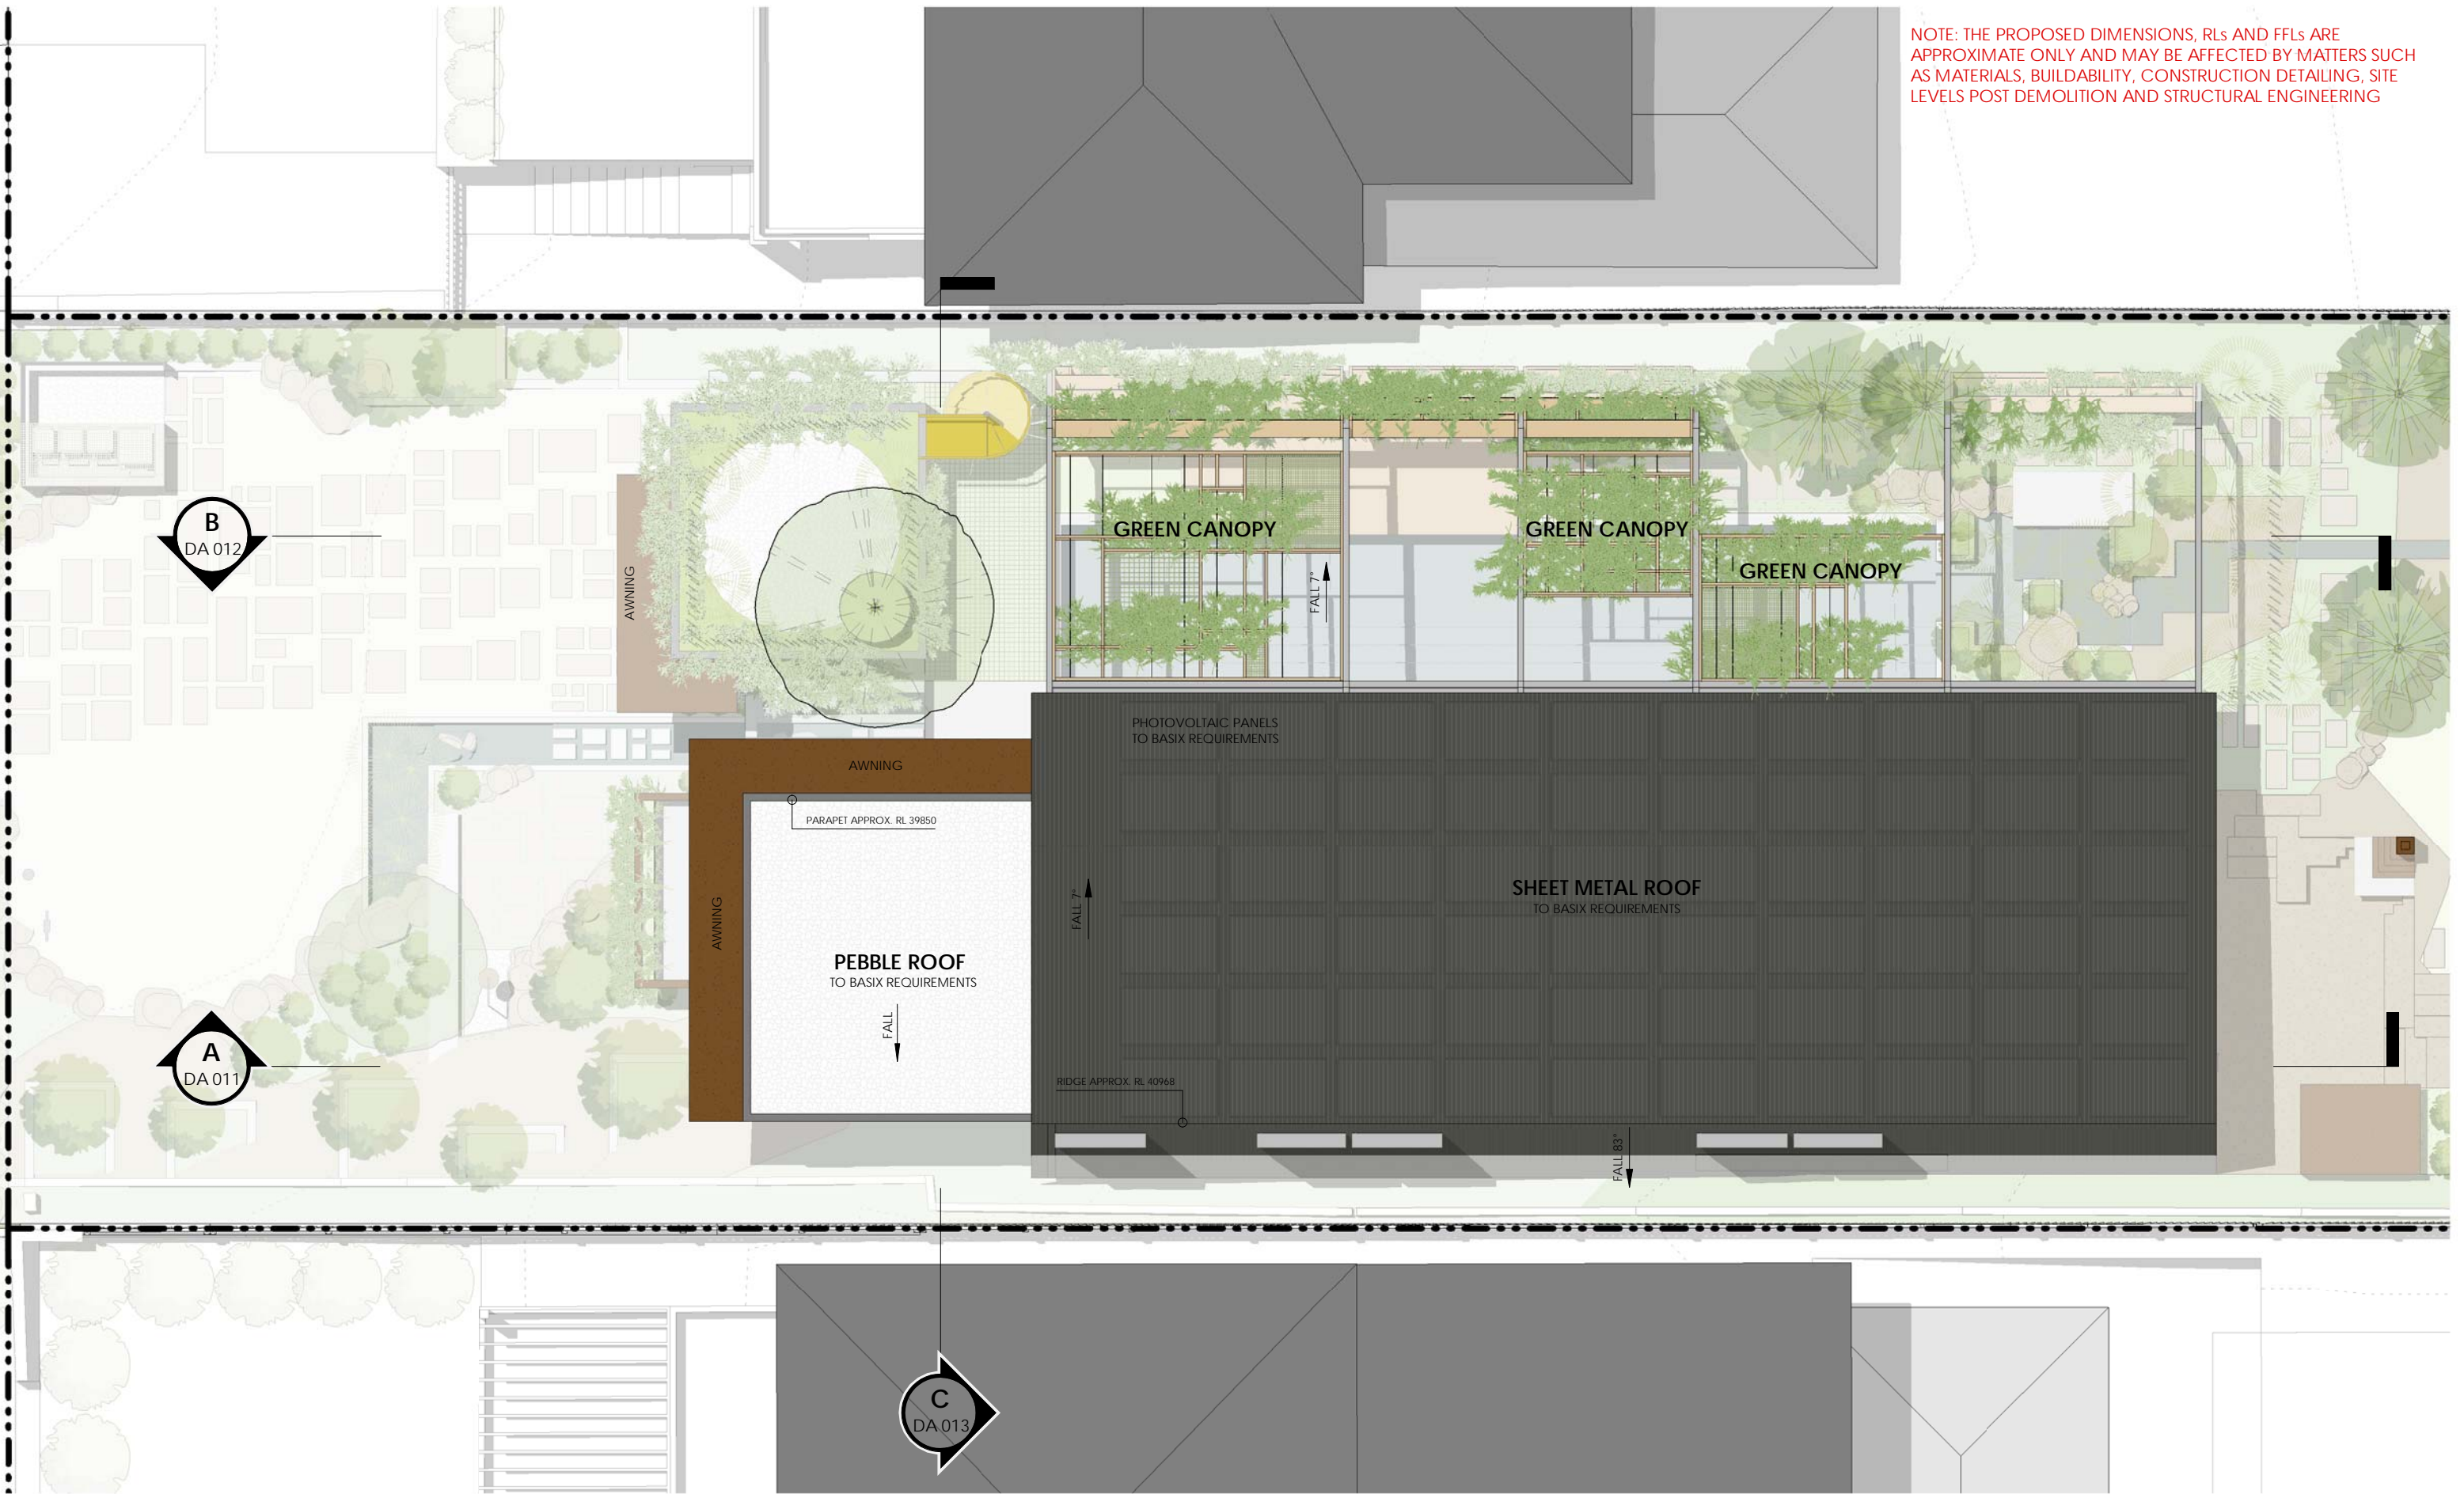 NOTE: THE PROPOSED DIMENSIONS, RLs AND FFLs ARE
APPROXIMATE ONLY AND MAY BE AFFECTED BY MATTERS SUCH
AS MATERIALS, BUILDABILITY, CONSTRUCTION DETAILING, SITE
LEVELS POST DEMOLITION AND STRUCTURAL ENGINEERING
B
DA 012
AWNING
GREEN CANOPY
FALL 7°
GREEN CANOPY
GREEN CANOPY
PHOTOVOLTAIC PANELS
TO BASIX REQUIREMENTS
AWNING
PARAPET APPROX. RL 39850
AWNING
FALL 7°
SHEET METAL ROOF
TO BASIX REQUIREMENTS
PEBBLE ROOF
TO BASIX REQUIREMENTS
FALL
A
DA 011
RIDGE APPROX. RL 40968
FALL 83°
C
DA 013